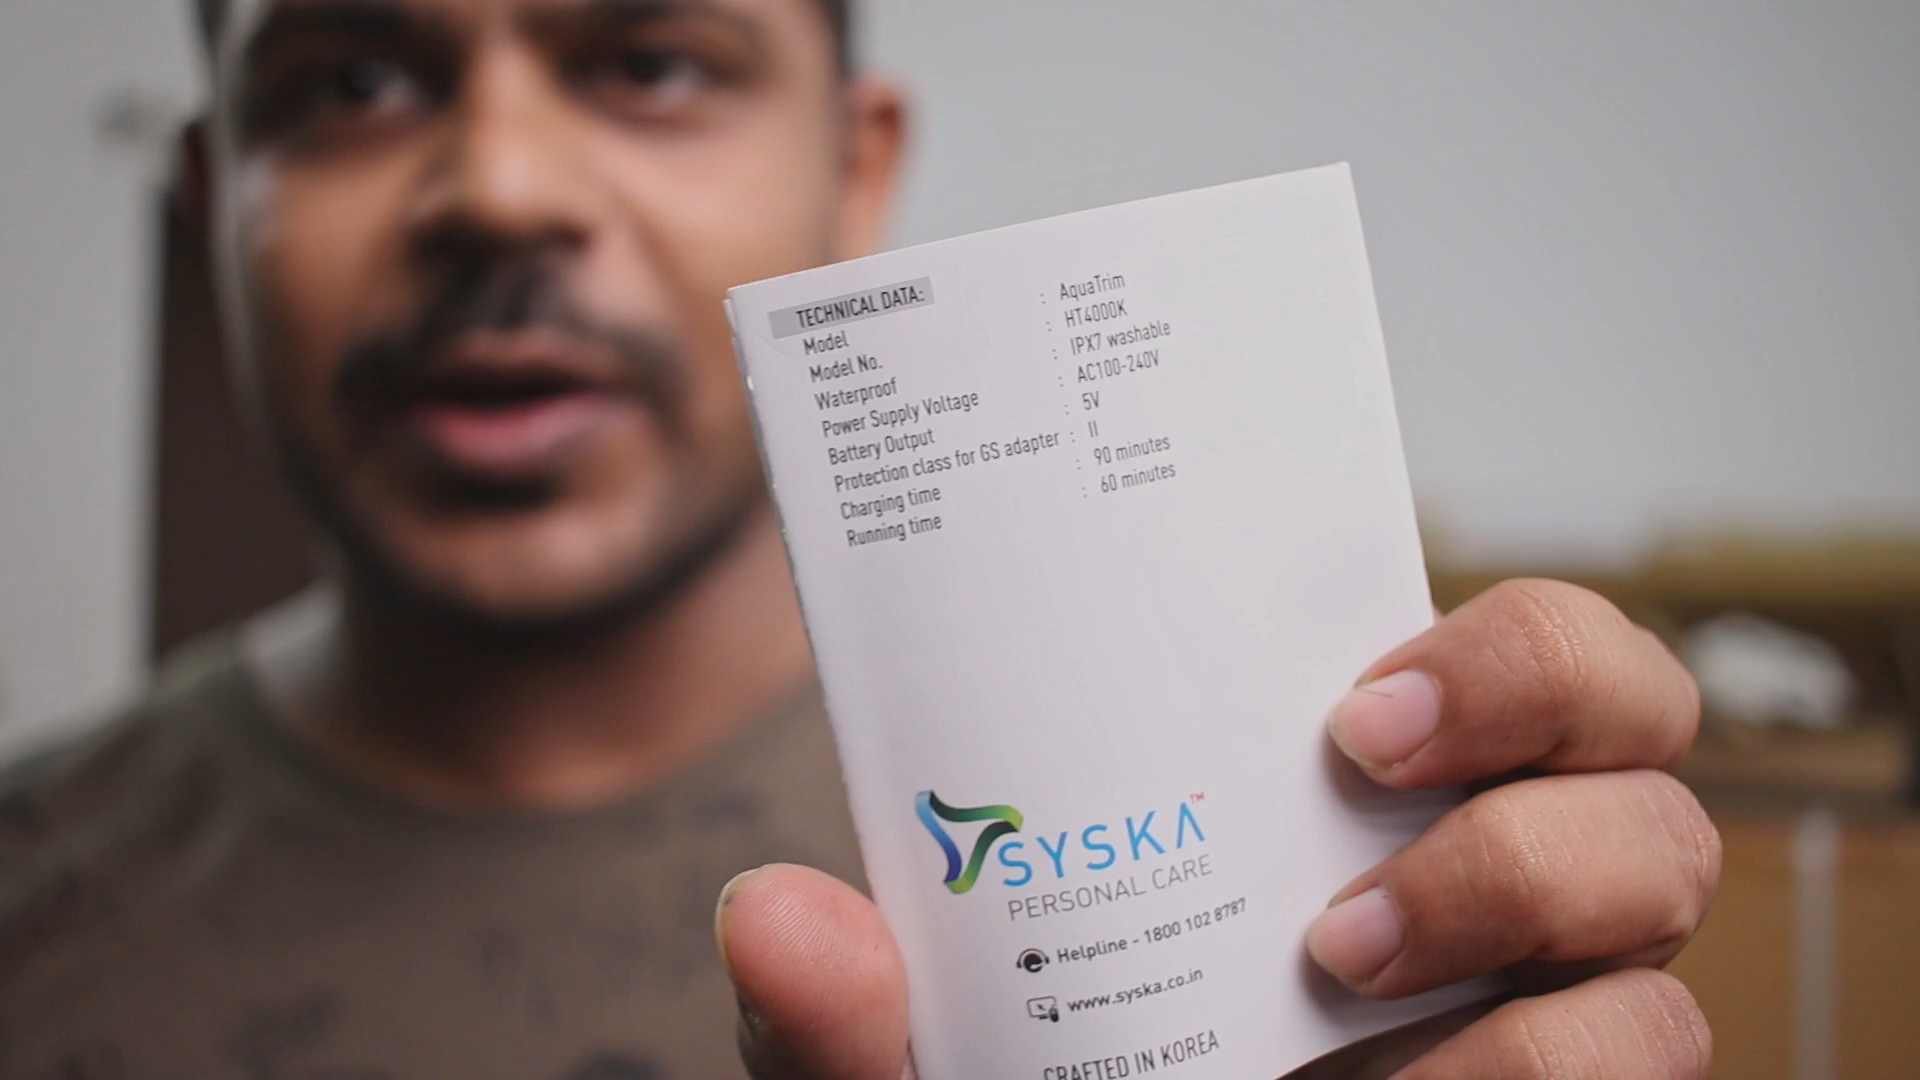 TECHNICAL DATA:
Model : AquaTrim
Model No. : HT4000K
Waterproof : IPX7 washable
Power Supply Voltage : AC100-240V
Battery Output : 5V
Protection class for GS adapter : II
Charging time : 90 minutes
Running time : 60 minutes
SYSKA™
PERSONAL CARE
Helpline - 1800 102 8787
www.syska.co.in
CRAFTED IN KOREA